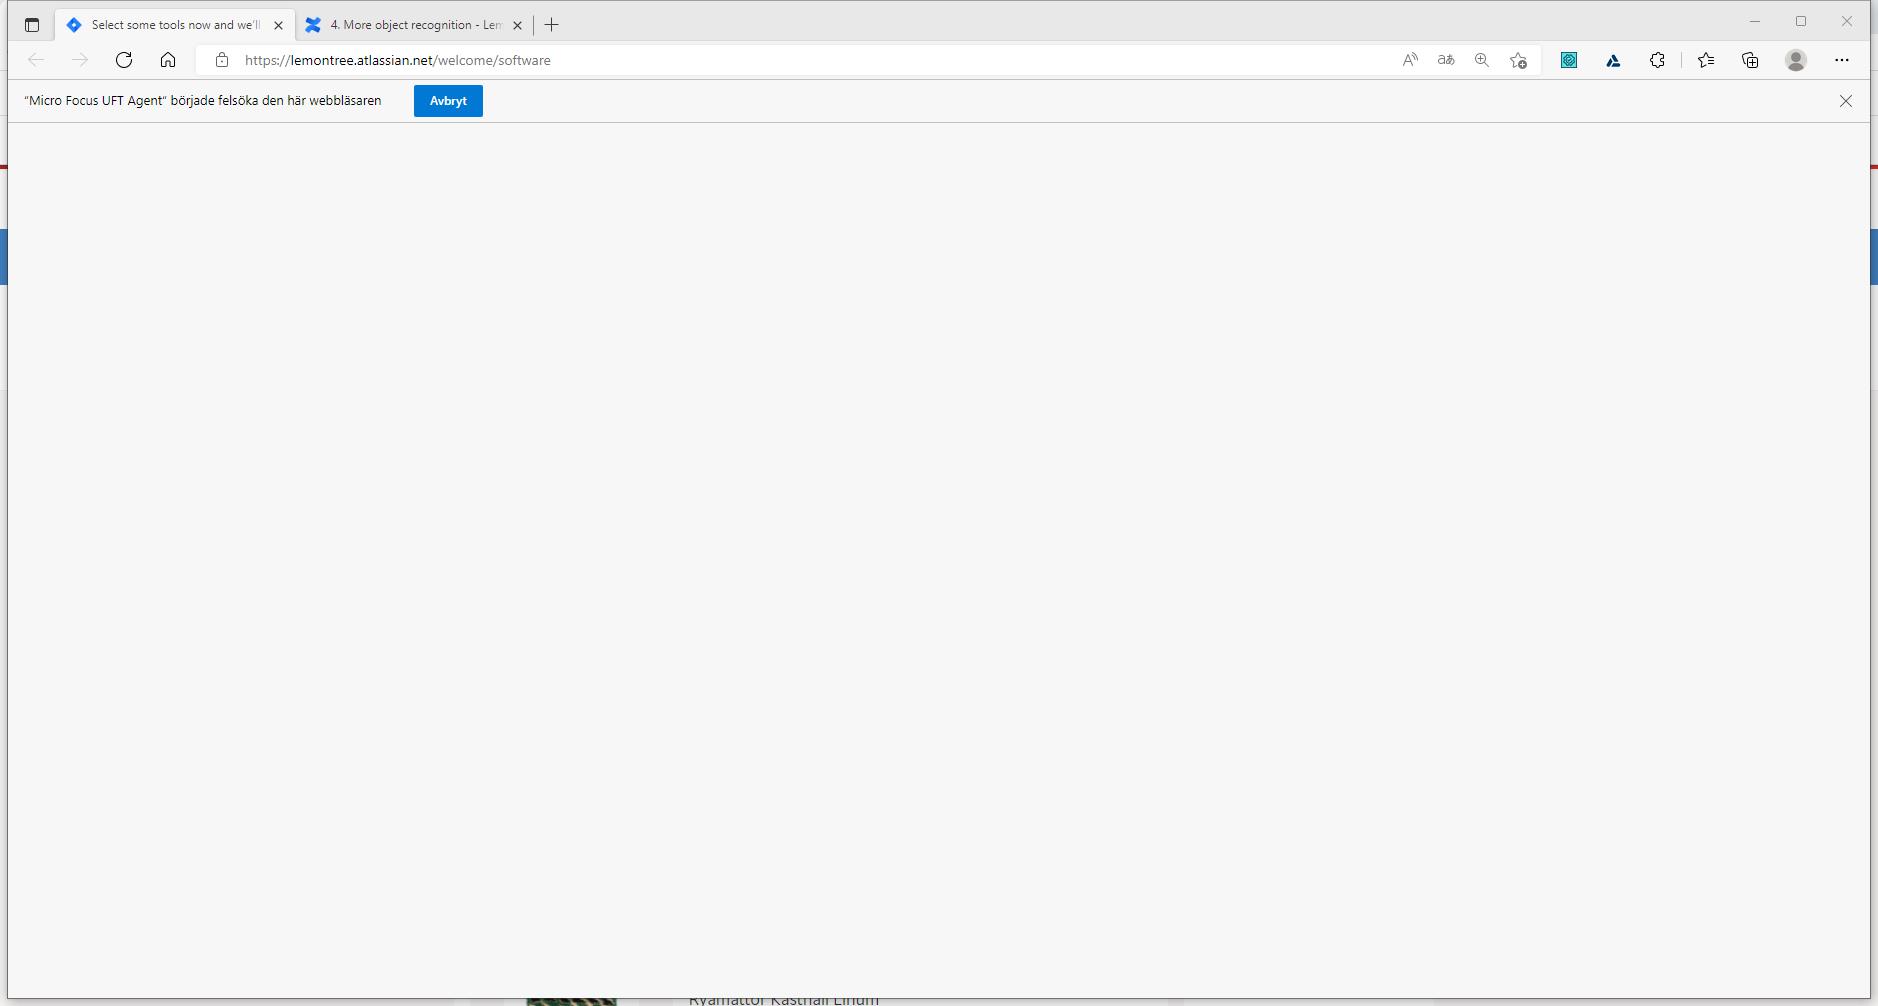 Select some tools now and we'll
4. More object recognition - Lem
https://lemontree.atlassian.net/welcome/software
"Micro Focus UFT Agent" började felsöka den här webbläsaren
Avbryt
Ryamattor Kasthall Linum